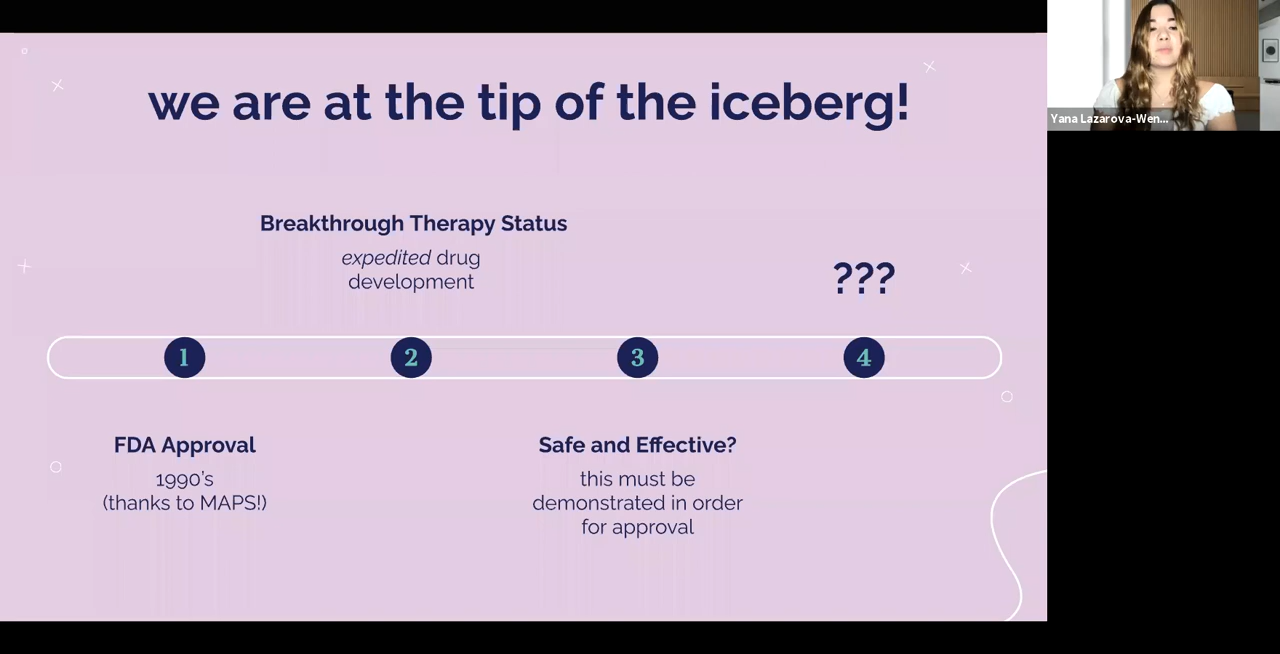 we are at the tip of the iceberg!
Breakthrough Therapy Status
expedited drug
development
???
1
2
3
4
FDA Approval
1990's
(thanks to MAPS!)
Safe and Effective?
this must be
demonstrated in order
for approval
Yana Lazarova-Wen...